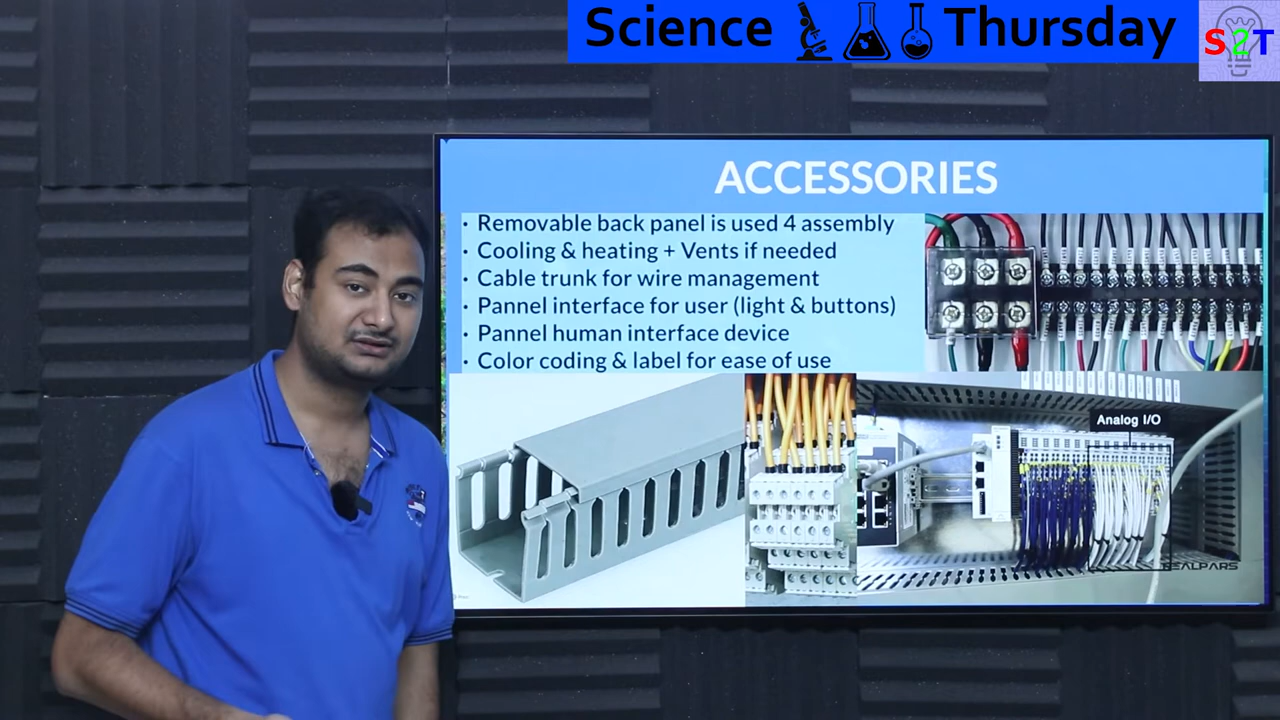 Science Thursday
S2T
ACCESSORIES
· Removable back panel is used 4 assembly
· Cooling & heating + Vents if needed
· Cable trunk for wire management
· Pannel interface for user (light & buttons)
· Pannel human interface device
· Color coding & label for ease of use
Analog I/O
REALPARS